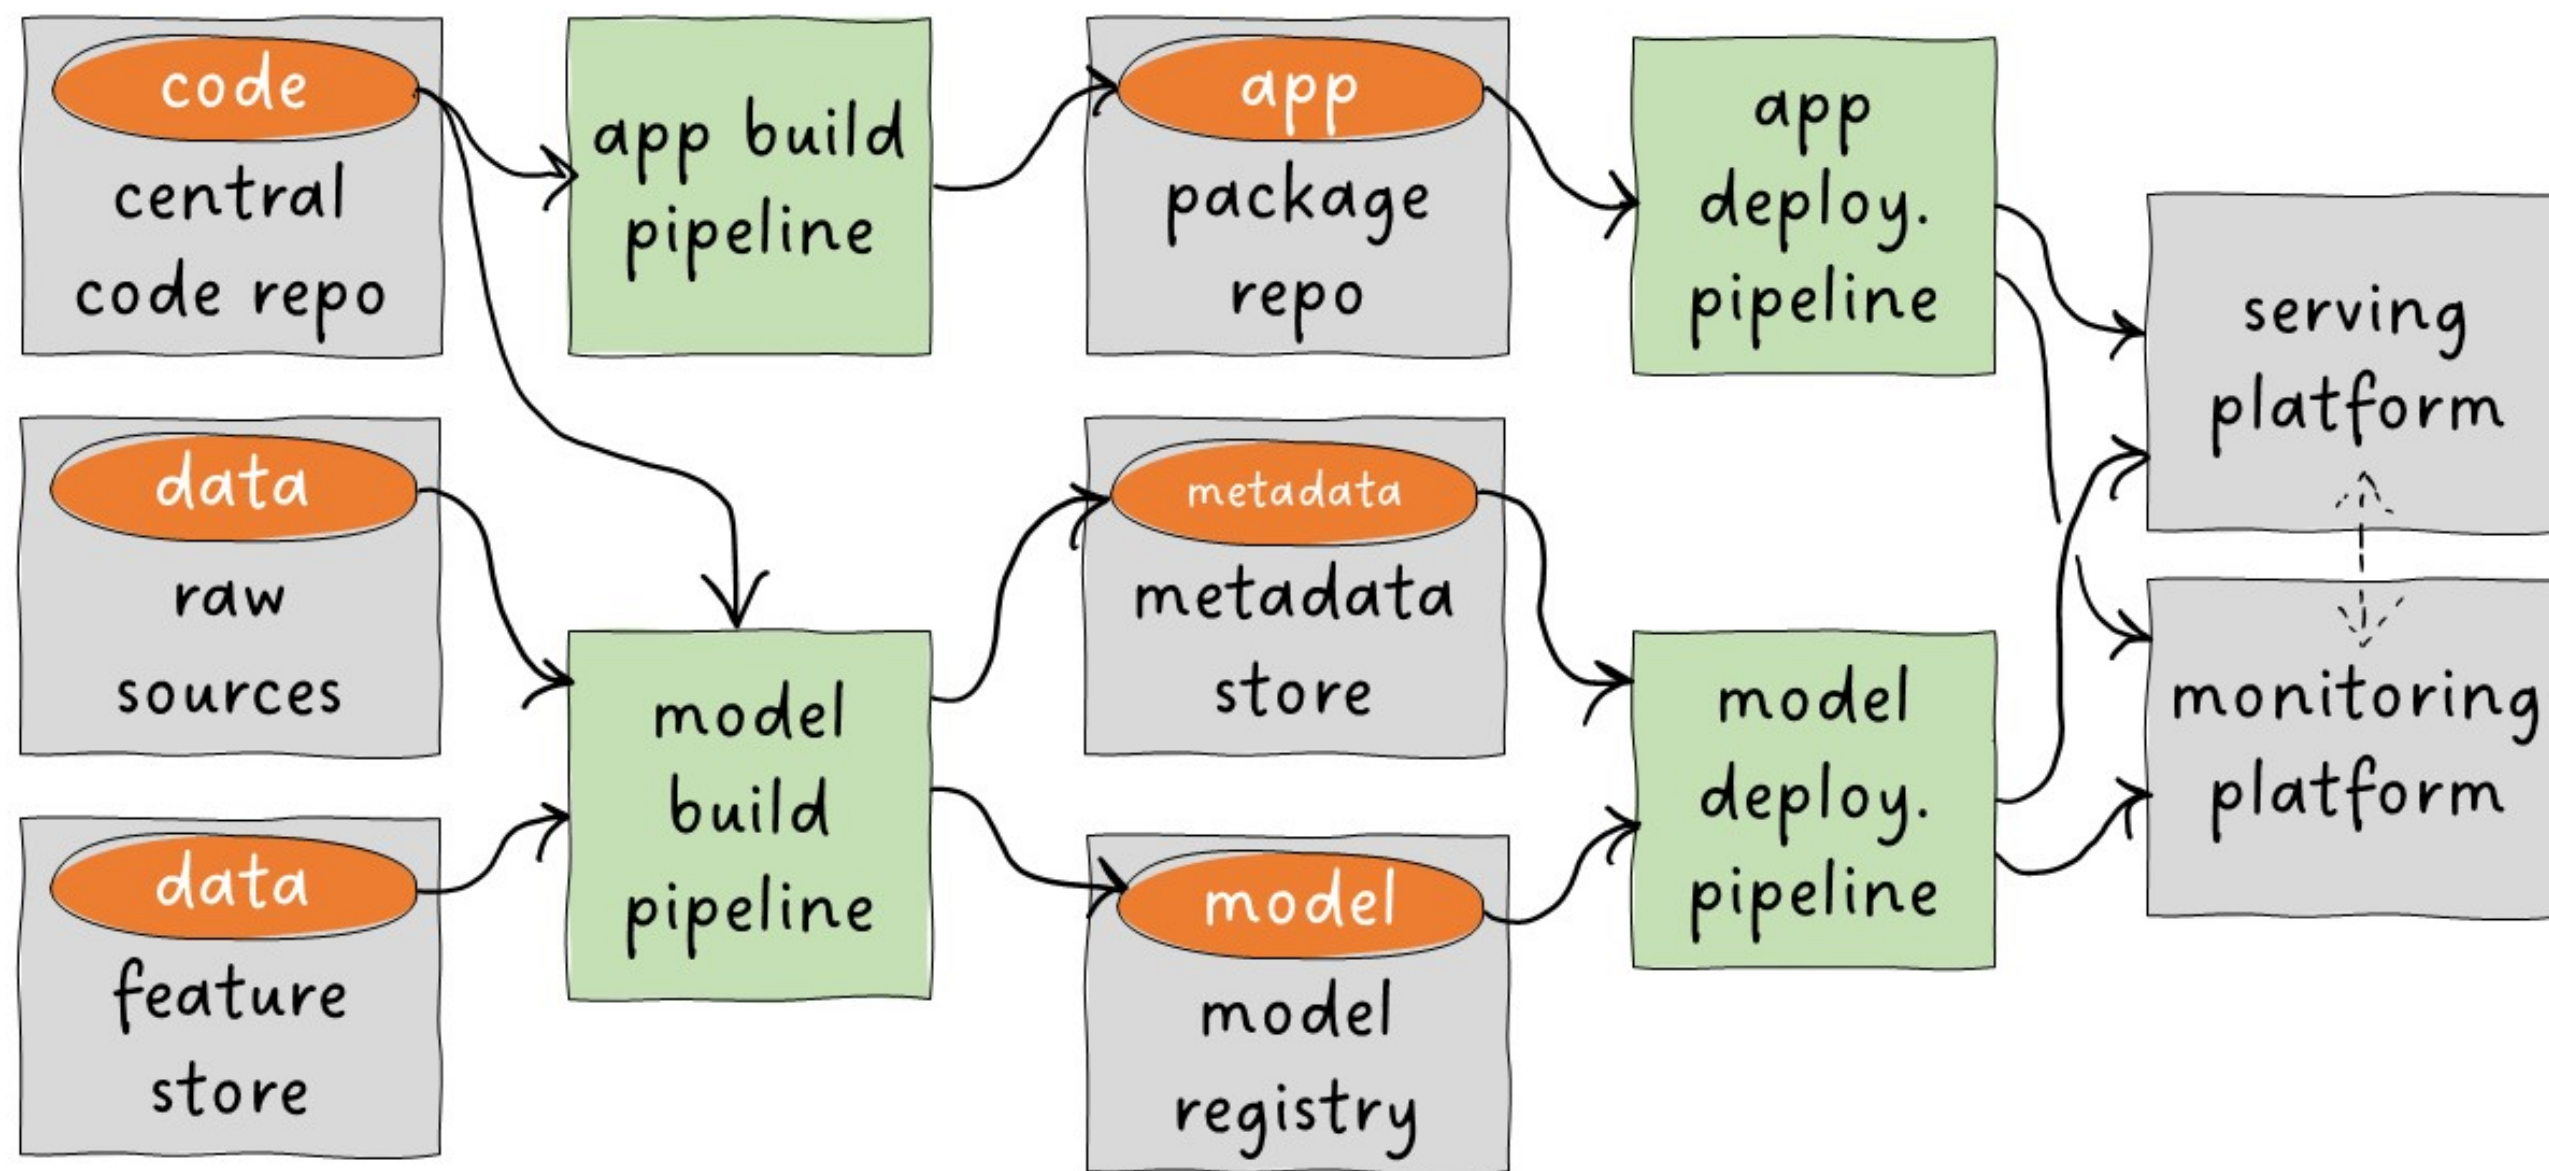 code
central
code repo
app build
pipeline
app
package
repo
app
deploy.
pipeline
serving
platform
data
raw
sources
metadata
metadata
store
model
build
pipeline
model
deploy.
pipeline
monitoring
platform
data
feature
store
model
model
registry